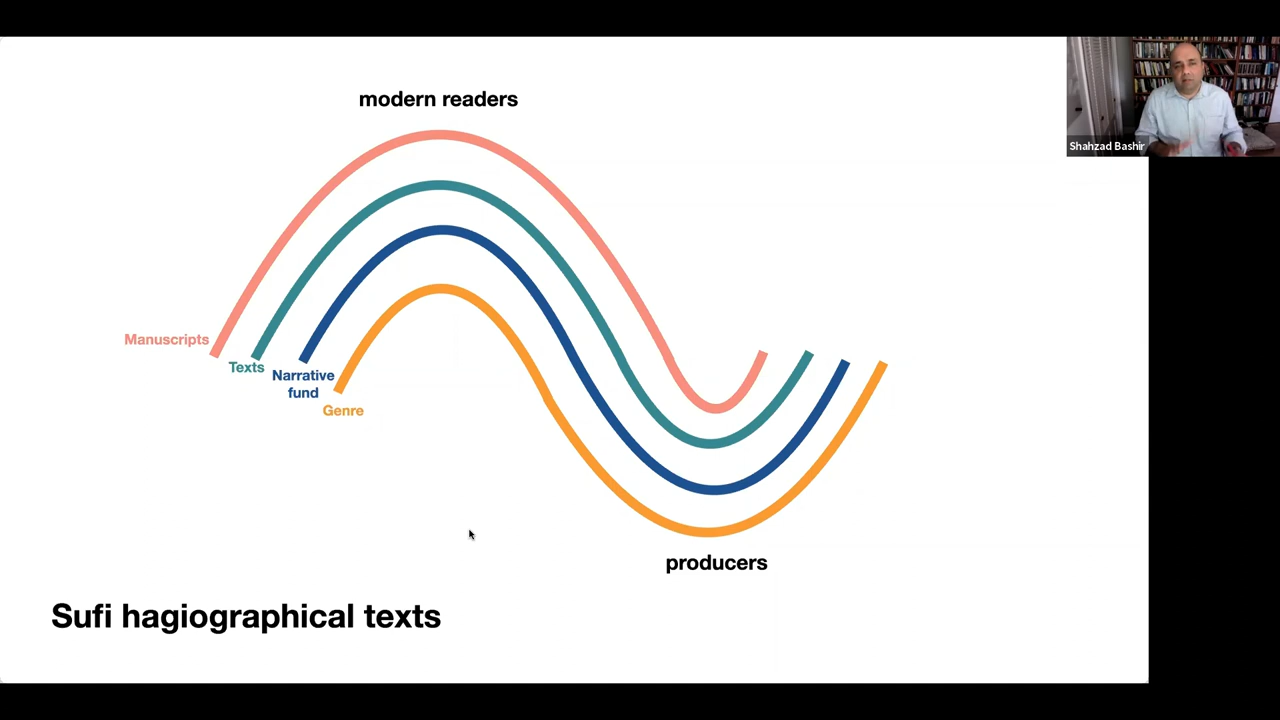 modern readers
Shahzad Bashir
Manuscripts
Texts
Narrative
fund
Genre
producers
Sufi hagiographical texts